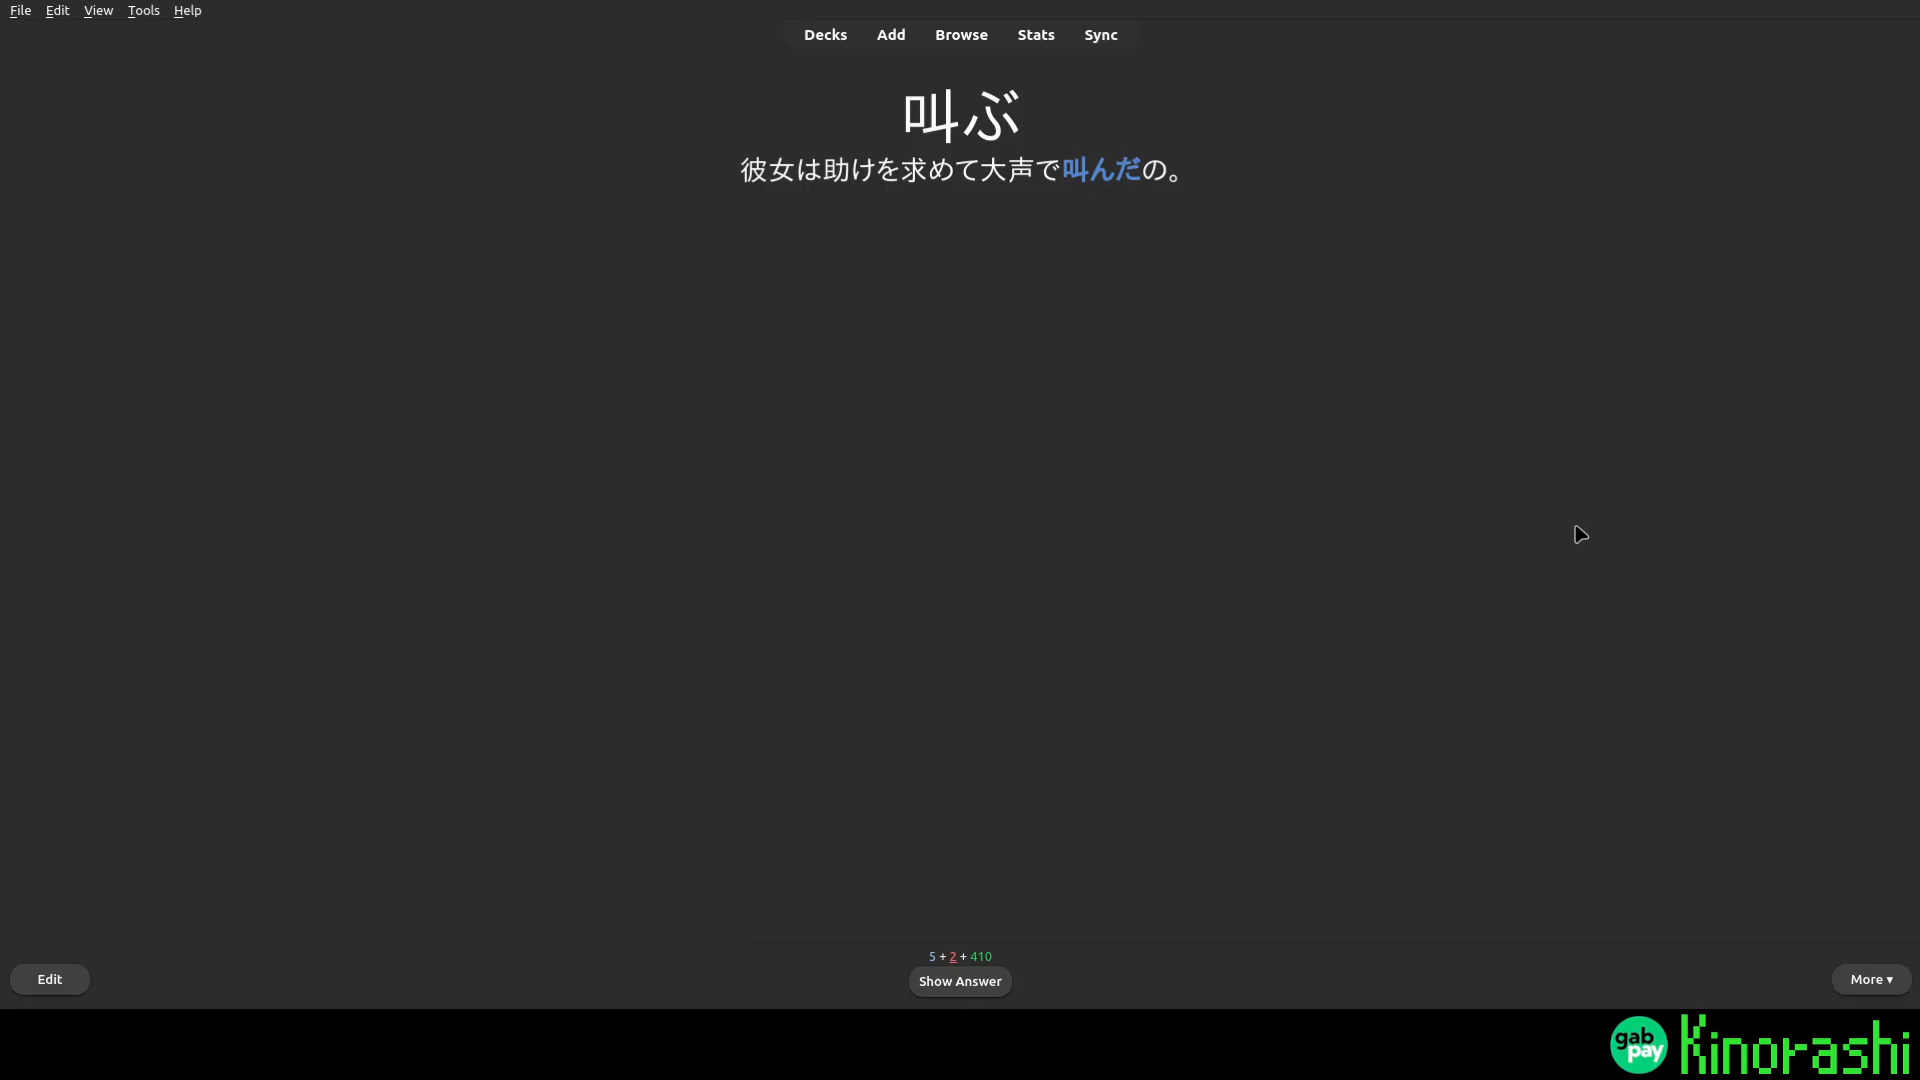 File Edit View Tools Help
Decks Add Browse Stats Sync
叫ぶ
彼女は助けを求めて大声で叫んだの。
5 + 2 + 410
Edit Show Answer More ▾
gab pay Kinorashi